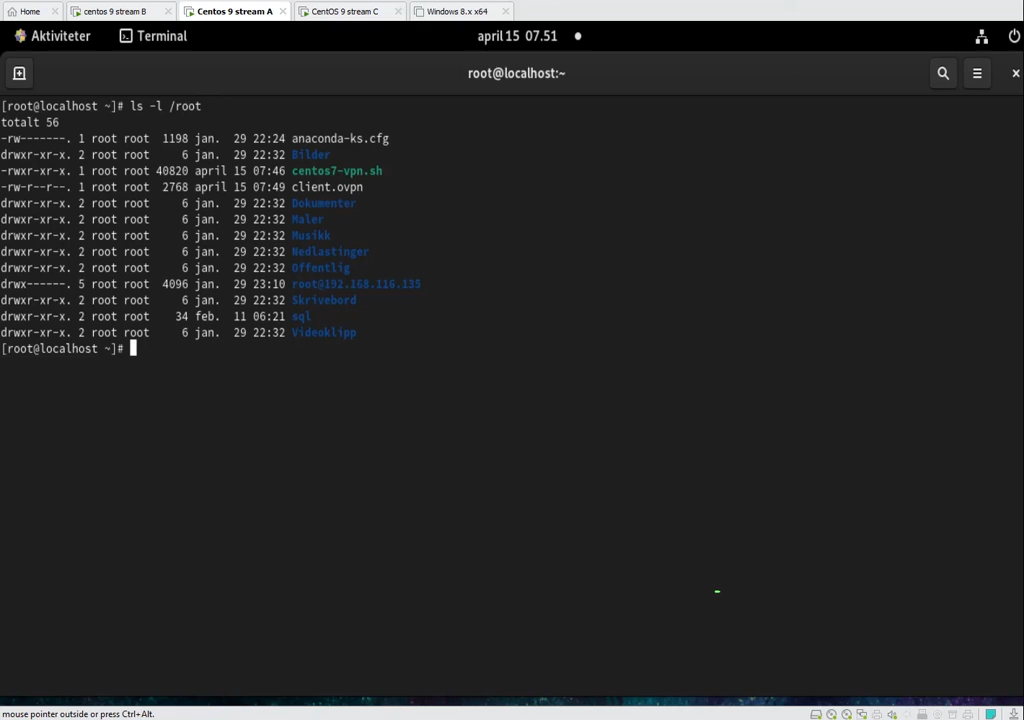 Home
centos 9 stream B
Centos 9 stream A
CentOS 9 stream C
Windows 8.x x64
Aktiviteter
Terminal
april 15 07.51
root@localhost:~
[root@localhost ~]# ls -l /root
totalt 56
-rw-------. 1 root root 1198 jan. 29 22:24 anaconda-ks.cfg
drwxr-xr-x. 2 root root 6 jan. 29 22:32 Bilder
-rwxr-xr-x. 1 root root 40820 april 15 07:46 centos7-vpn.sh
-rw-r--r--. 1 root root 2768 april 15 07:49 client.ovpn
drwxr-xr-x. 2 root root 6 jan. 29 22:32 Dokumenter
drwxr-xr-x. 2 root root 6 jan. 29 22:32 Maler
drwxr-xr-x. 2 root root 6 jan. 29 22:32 Musikk
drwxr-xr-x. 2 root root 6 jan. 29 22:32 Nedlastinger
drwxr-xr-x. 2 root root 6 jan. 29 22:32 Offentlig
drwx------. 5 root root 4096 jan. 29 23:10 root@192.168.116.135
drwxr-xr-x. 2 root root 6 jan. 29 22:32 Skrivebord
drwxr-xr-x. 2 root root 34 feb. 11 06:21 sql
drwxr-xr-x. 2 root root 6 jan. 29 22:32 Videoklipp
[root@localhost ~]#
mouse pointer outside or press Ctrl+Alt.